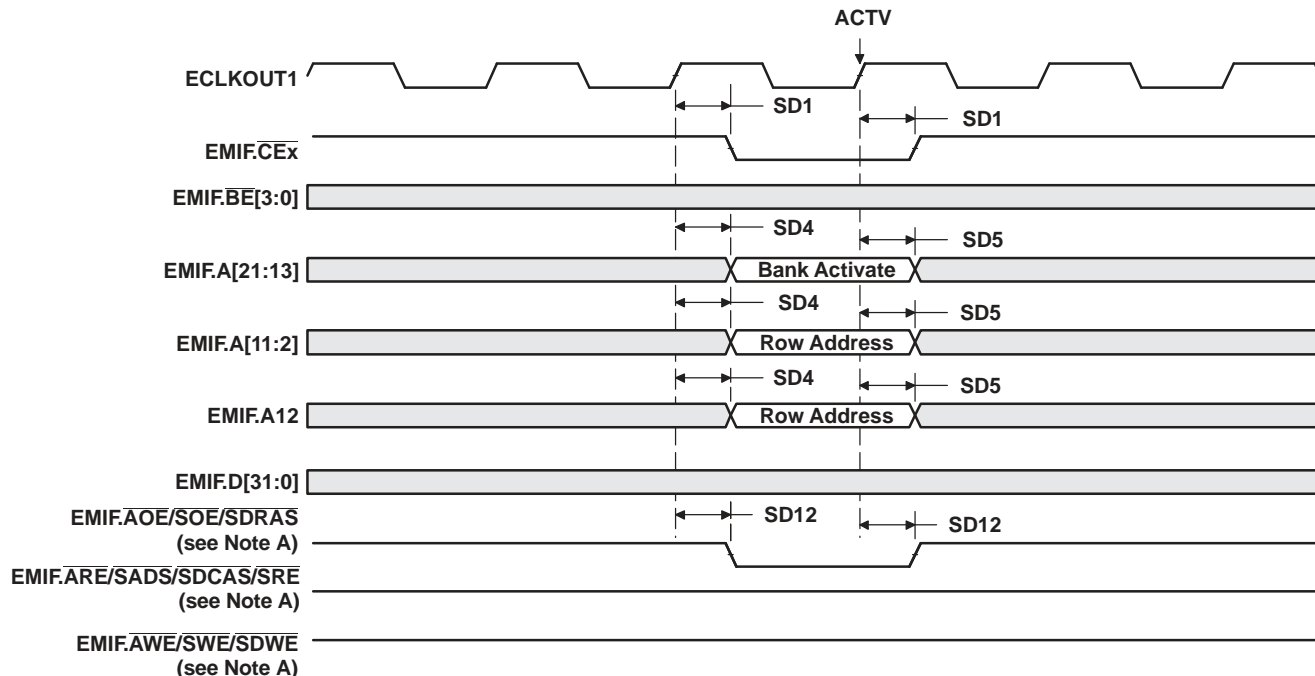 ACTV
ECLKOUT1
SD1
SD1
EMIF.CEx
EMIF.BE[3:0]
SD4
SD5
EMIF.A[21:13]
Bank Activate
SD4
SD5
EMIF.A[11:2]
Row Address
SD4
SD5
EMIF.A12
Row Address
EMIF.D[31:0]
EMIF.AOE/SOE/SDRAS
(see Note A)
SD12
SD12
EMIF.ARE/SADS/SDCAS/SRE
(see Note A)
EMIF.AWE/SWE/SDWE
(see Note A)